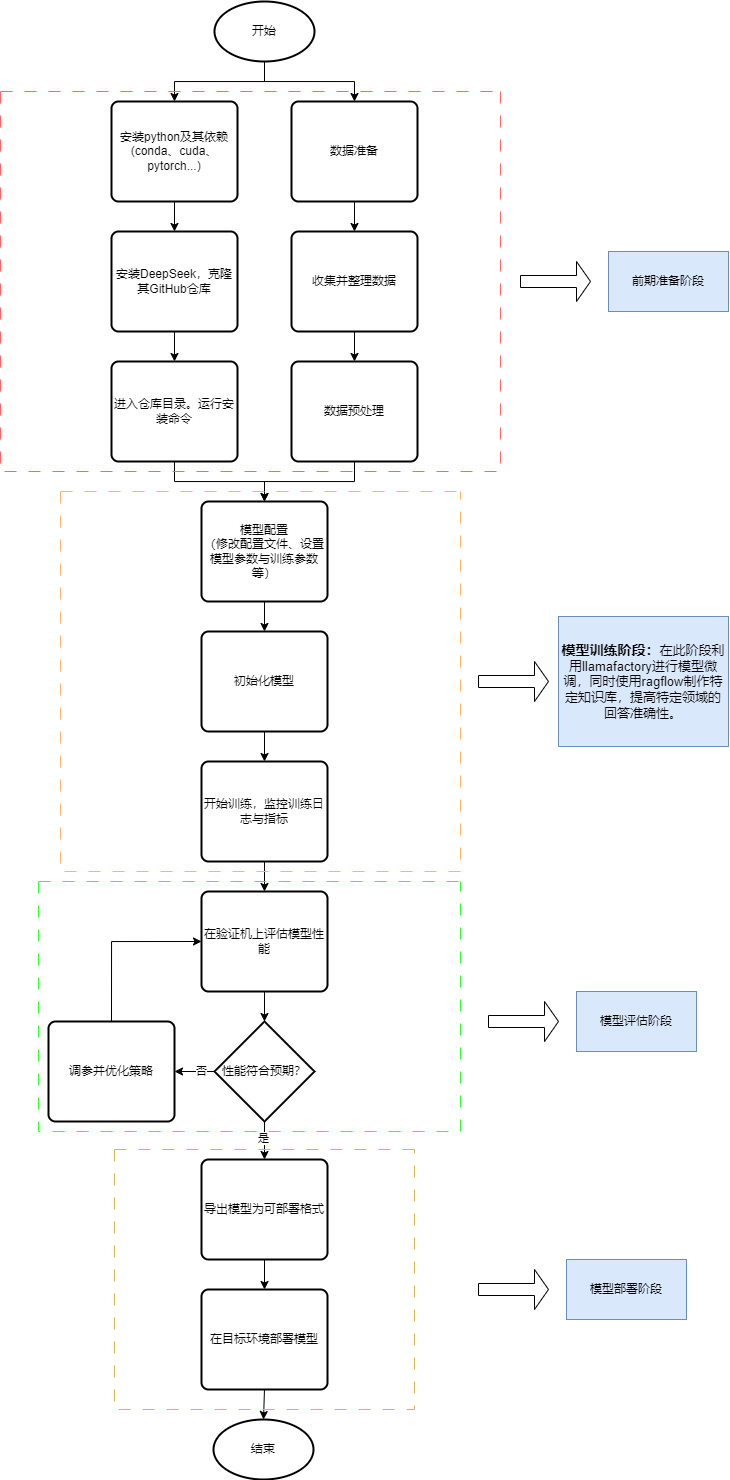 开始
安装python及其依赖
（conda、cuda、
pytorch...）
数据准备
安装DeepSeek，克隆
其GitHub仓库
收集并整理数据
前期准备阶段
进入仓库目录。运行安
装命令
数据预处理
模型配置
（修改配置文件、设置
模型参数与训练参数
等）
初始化模型
模型训练阶段：在此阶段利
用llamafactory进行模型微
调，同时使用ragflow制作特
定知识库，提高特定领域的
回答准确性。
开始训练，监控训练日
志与指标
在验证机上评估模型性
能
模型评估阶段
调参并优化策略
否
性能符合预期？
是
导出模型为可部署格式
模型部署阶段
在目标环境部署模型
结束